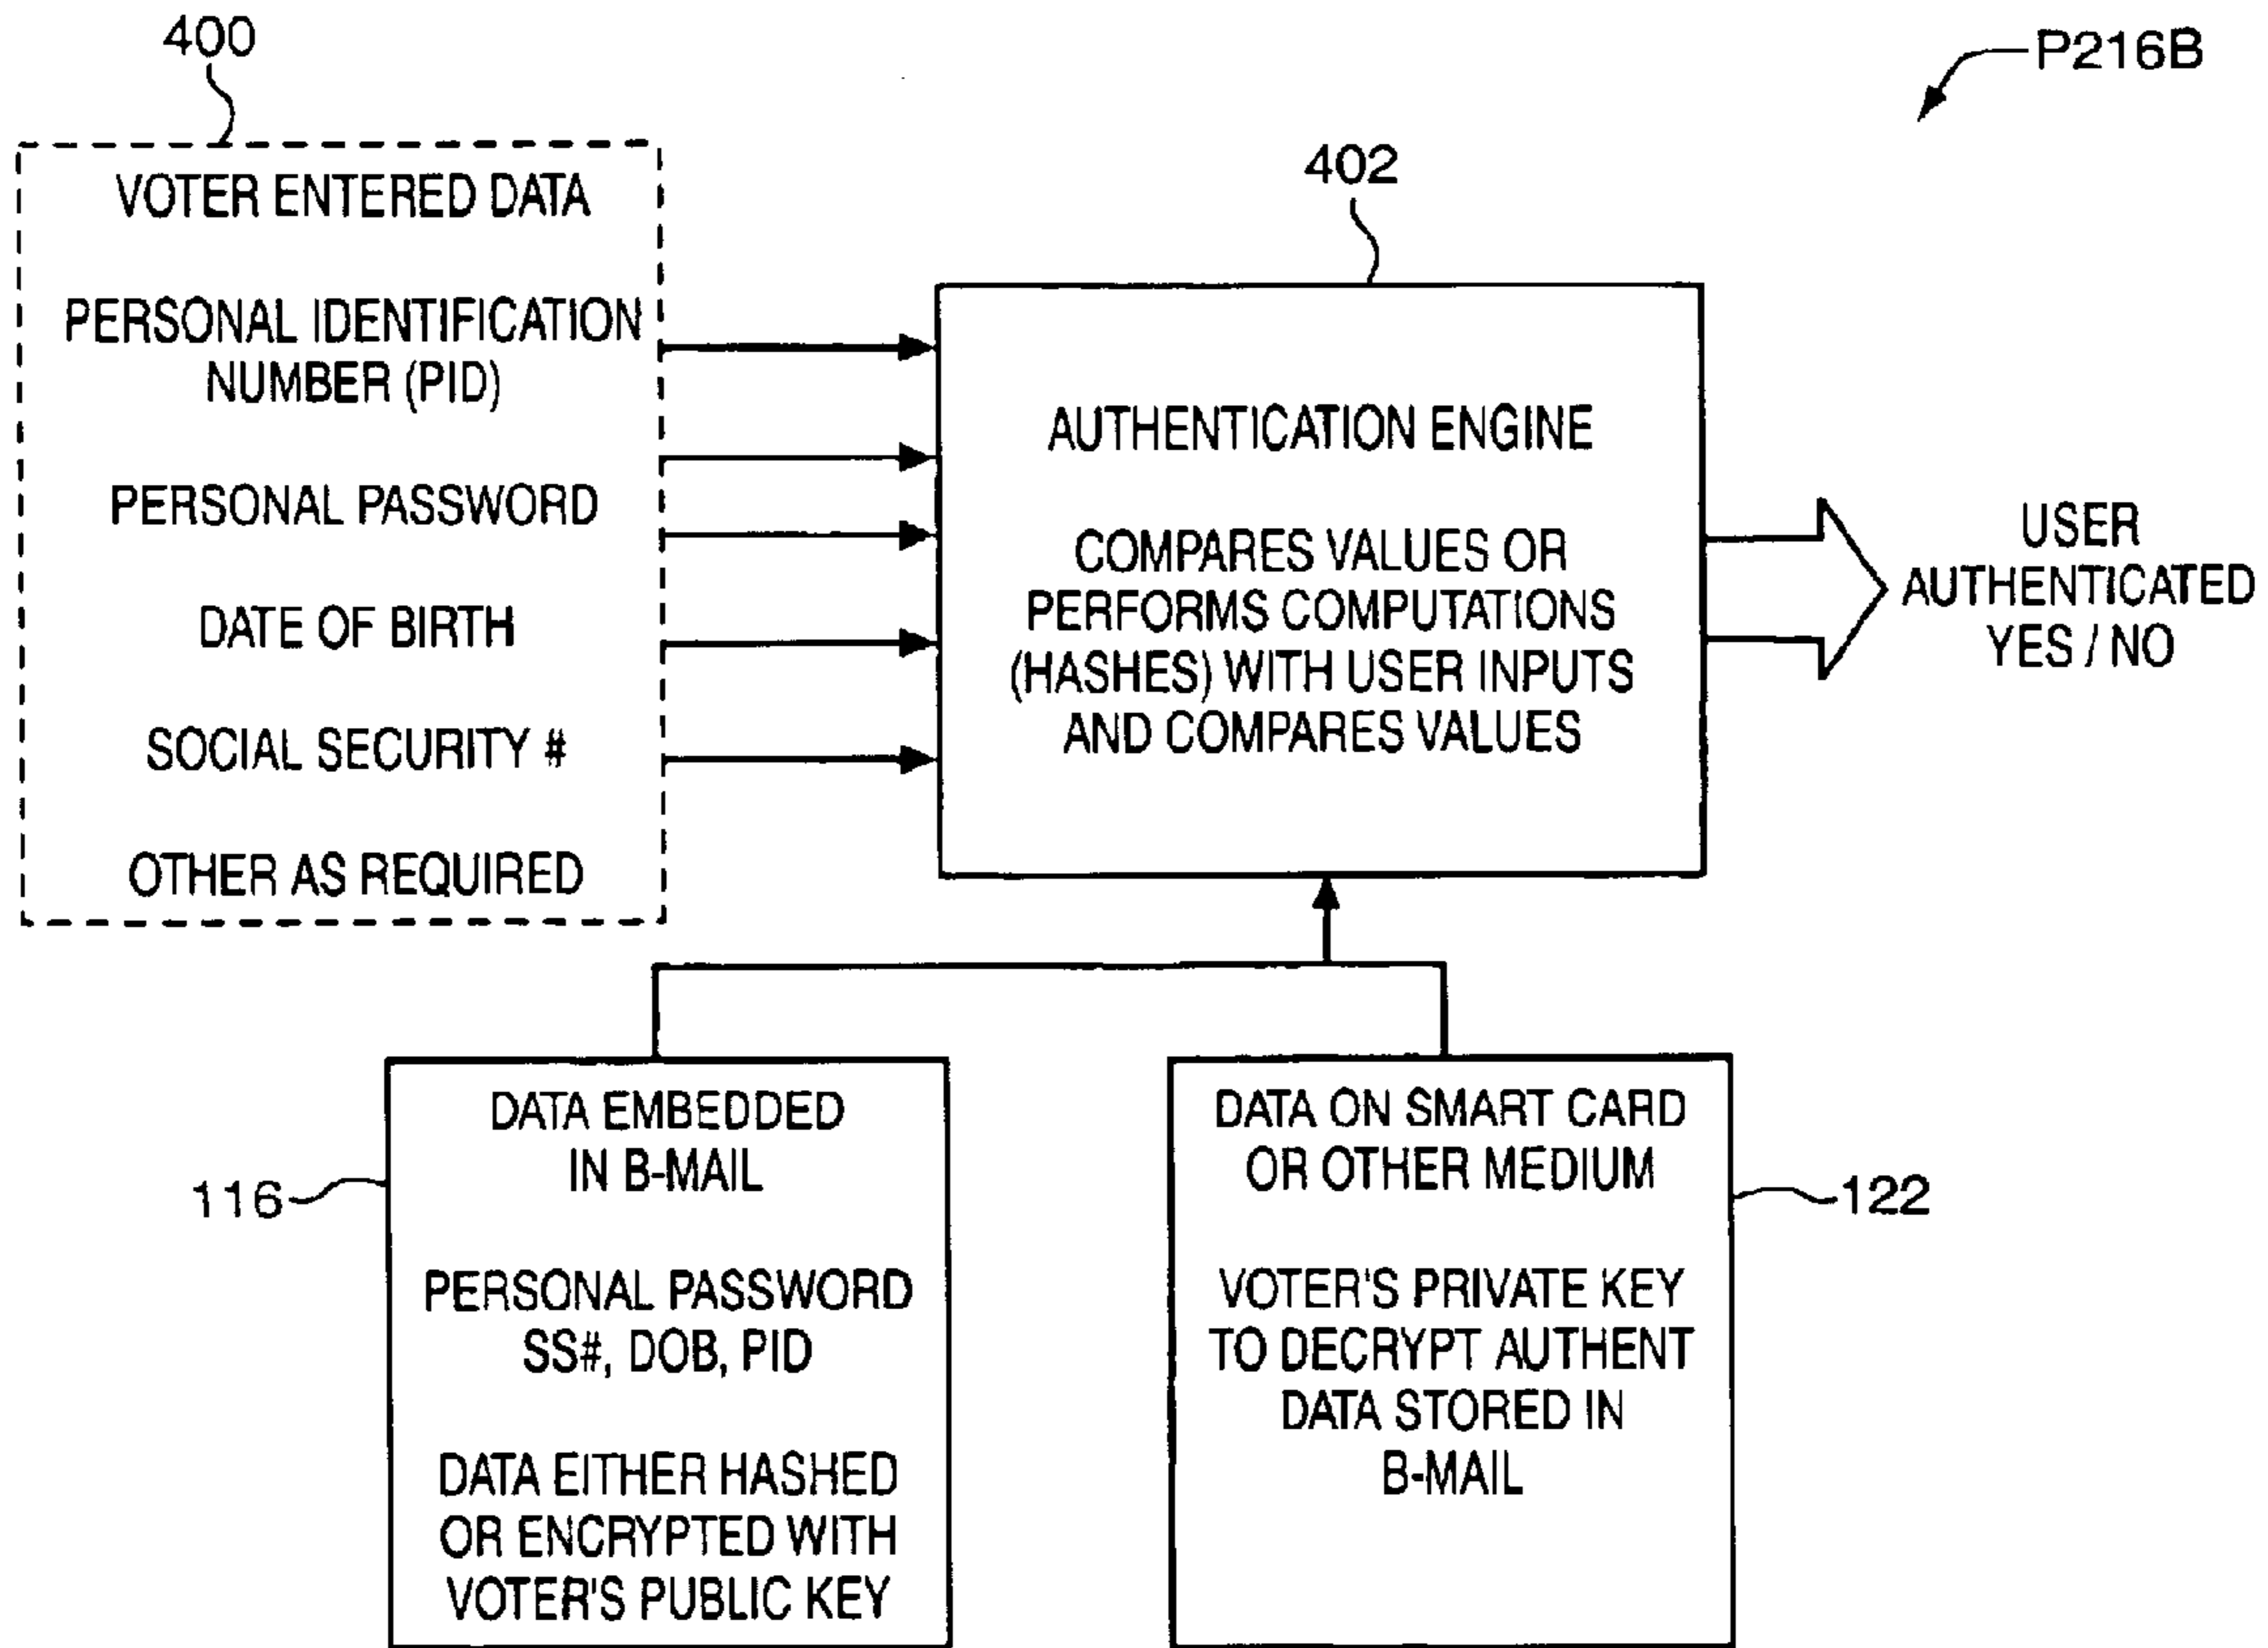 400
P216B
VOTER ENTERED DATA
PERSONAL IDENTIFICATION
NUMBER (PID)
PERSONAL PASSWORD
DATE OF BIRTH
SOCIAL SECURITY #
OTHER AS REQUIRED
402
AUTHENTICATION ENGINE
COMPARES VALUES OR
PERFORMS COMPUTATIONS
(HASHES) WITH USER INPUTS
AND COMPARES VALUES
USER
AUTHENTICATED
YES / NO
116
DATA EMBEDDED
IN B-MAIL
PERSONAL PASSWORD
SS#, DOB, PID
DATA EITHER HASHED
OR ENCRYPTED WITH
VOTER'S PUBLIC KEY
DATA ON SMART CARD
OR OTHER MEDIUM
VOTER'S PRIVATE KEY
TO DECRYPT AUTHENT
DATA STORED IN
B-MAIL
122